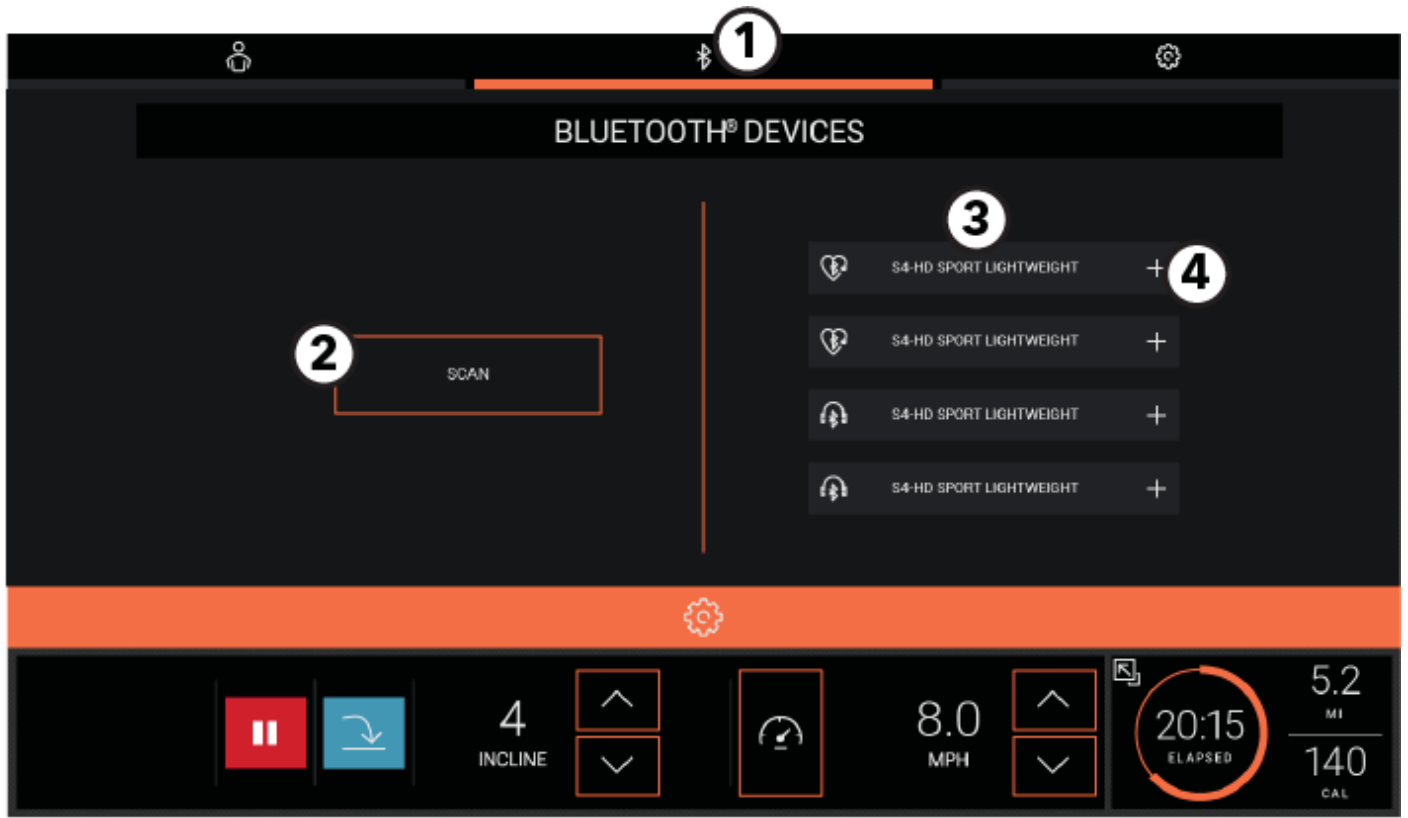 1
BLUETOOTH® DEVICES
3
S4-HD SPORT LIGHTWEIGHT +
4
2
SCAN
S4-HD SPORT LIGHTWEIGHT +
S4-HD SPORT LIGHTWEIGHT +
S4-HD SPORT LIGHTWEIGHT +
4
INCLINE
8.0
MPH
20:15
ELAPSED
5.2
MI
140
CAL